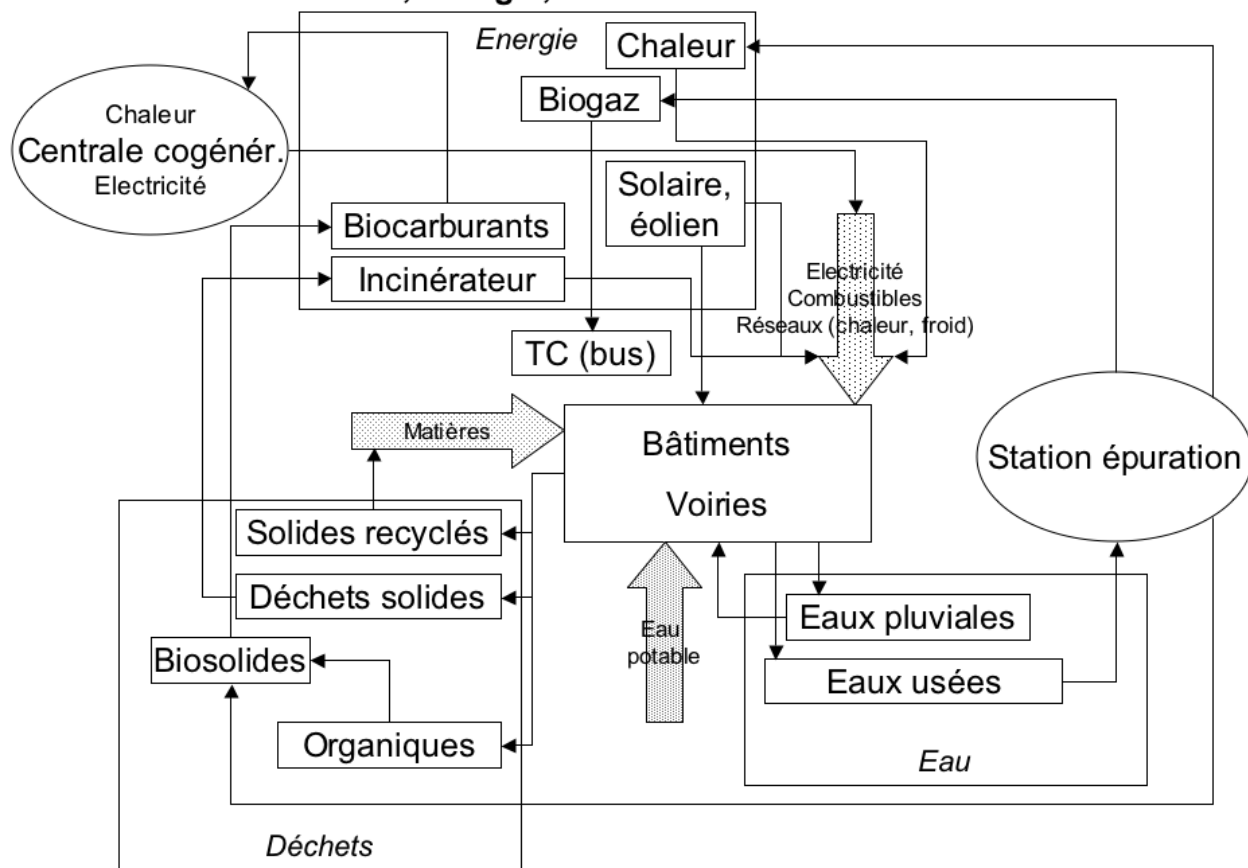 Energie
Chaleur
Biogaz
Chaleur
Centrale cogénér.
Electricité
Solaire,
éolien
Biocarburants
Incinérateur
Electricité
Combustibles
Réseaux (chaleur, froid)
TC (bus)
Matières
Bâtiments
Voiries
Station épuration
Solides recyclés
Déchets solides
Biosolides
Organiques
Déchets
Eau
potable
Eaux pluviales
Eaux usées
Eau